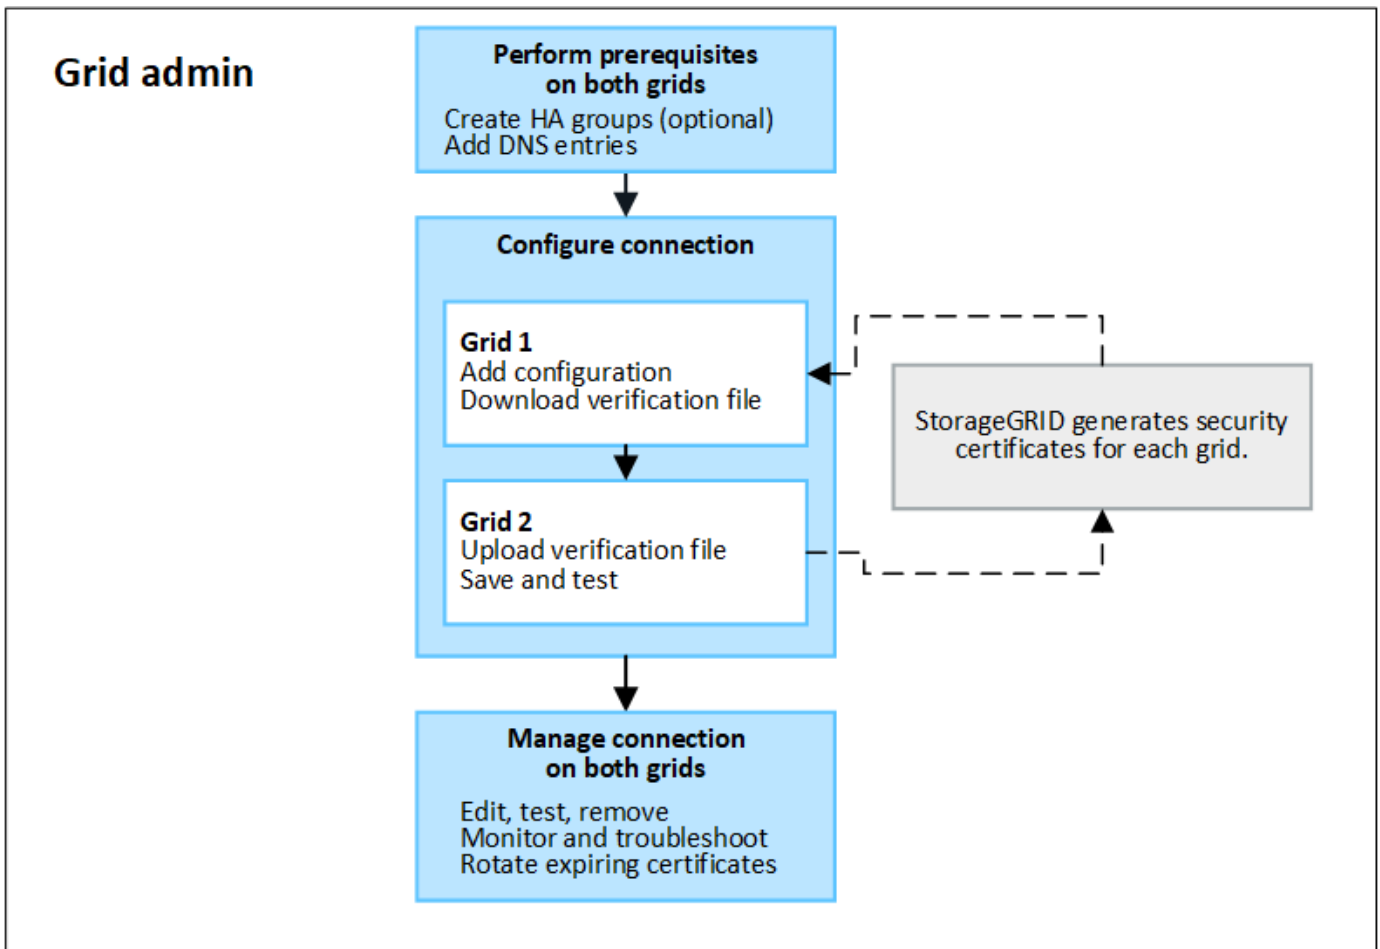 Grid admin
Perform prerequisites
on both grids
Create HA groups (optional)
Add DNS entries
Configure connection
Grid 1
Add configuration
Download verification file
StorageGRID generates security
certificates for each grid.
Grid 2
Upload verification file
Save and test
Manage connection
on both grids
Edit, test, remove
Monitor and troubleshoot
Rotate expiring certificates